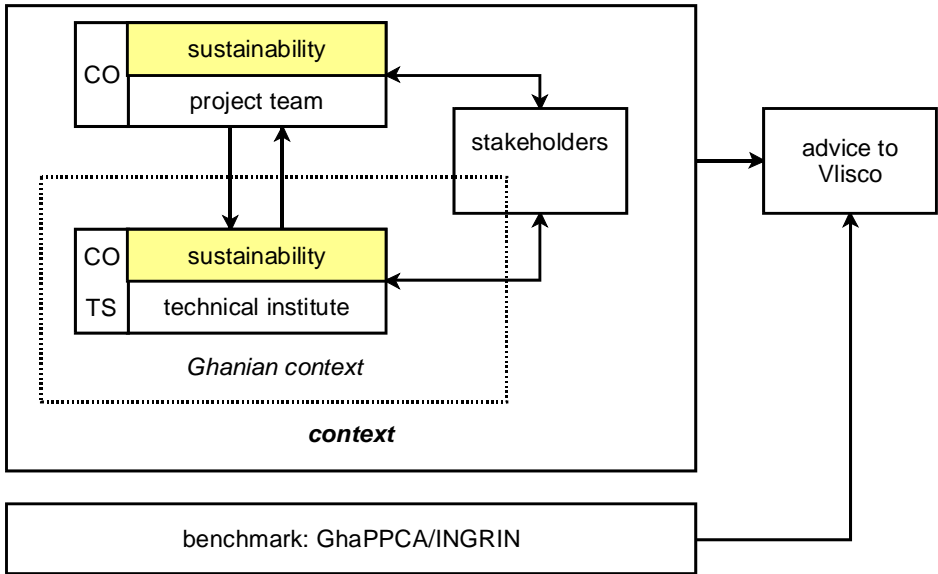 sustainability
CO
project team
stakeholders
advice to
Vlisco
CO
sustainability
TS
technical institute
Ghanian context
context
benchmark: GhaPPCA/INGRIN